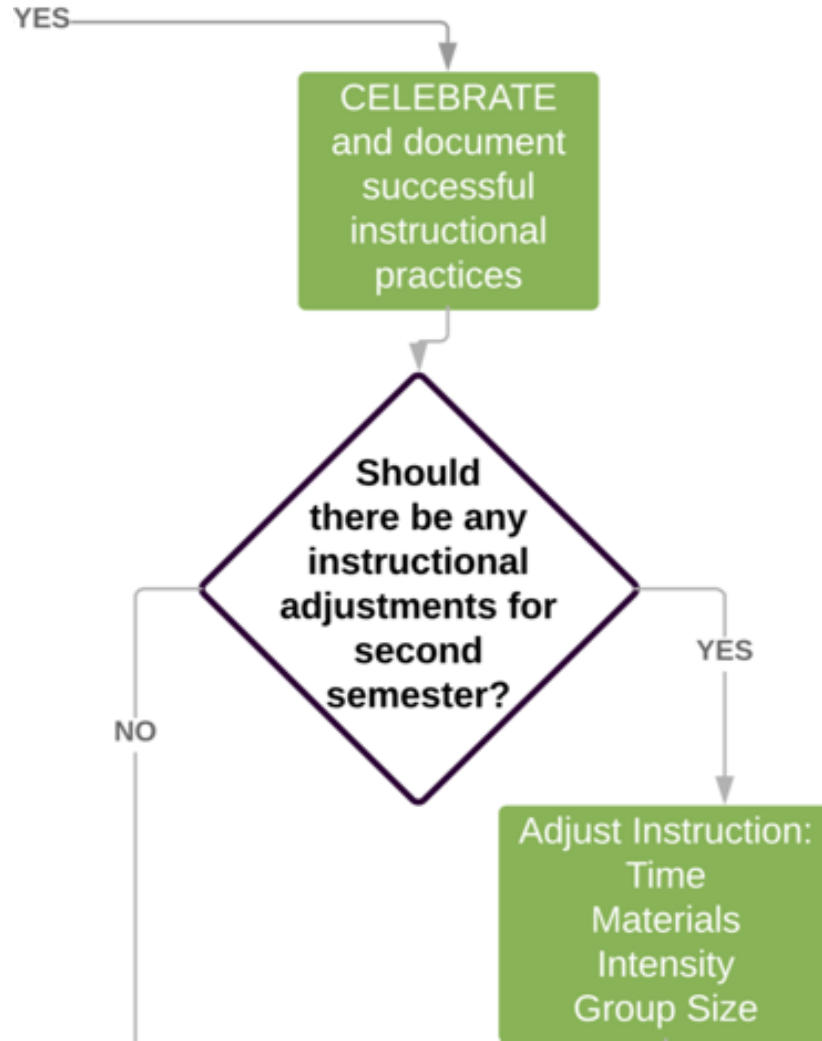 YES
CELEBRATE
and document
successful
instructional
practices
Should
there be any
instructional
adjustments for
second
semester?
YES
NO
Adjust Instruction:
Time
Materials
Intensity
Group Size